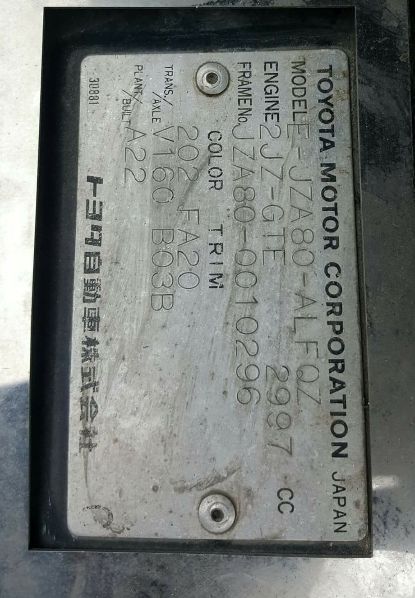 TOYOTA MOTOR CORPORATION JAPAN
MODEL E-JZA80-ALFQZ
ENGINE 2JZ-GTE 2997 CC
FRAME No. JZA80-0010296
COLOR TRIM
202 FA20
TRANS./AXLE V160 B03B
PLANT/BUILT A22
トヨタ自動車株式会社
30881